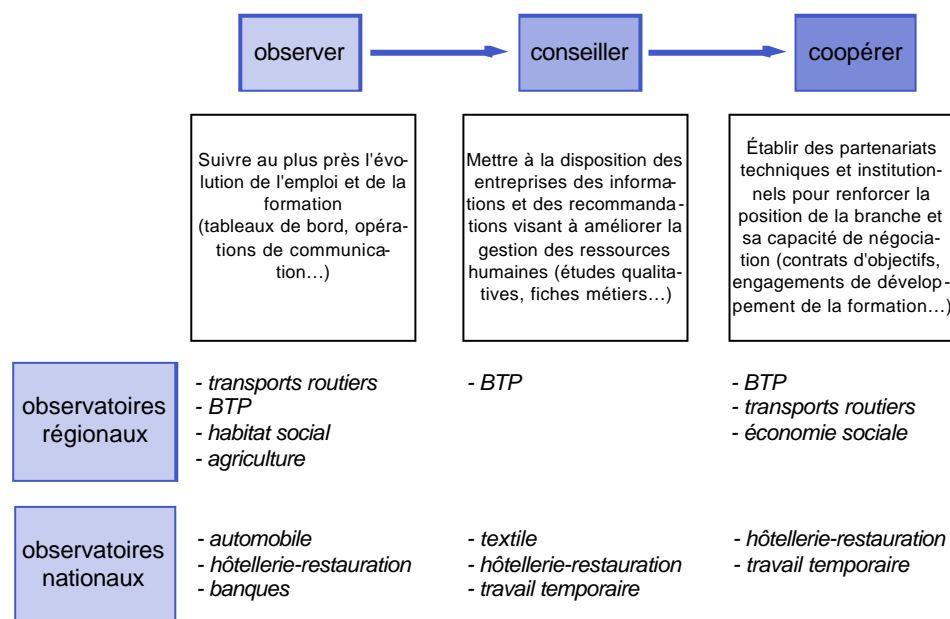 observer
conseiller
coopérer
Suivre au plus près l'évo-
lution de l'emploi et de la
formation
(tableaux de bord, opéra-
tions de communica-
tion…)
Mettre à la disposition des
entreprises des informa-
tions et des recommanda-
tions visant à améliorer la
gestion des ressources
humaines (études qualita-
tives, fiches métiers…)
Établir des partenariats
techniques et institution-
nels pour renforcer la
position de la branche et
sa capacité de négocia-
tion (contrats d'objectifs,
engagements de dévelop-
pement de la formation…)
observatoires
régionaux
- transports routiers
- BTP
- habitat social
- agriculture
- BTP
- BTP
- transports routiers
- économie sociale
observatoires
nationaux
- automobile
- hôtellerie-restauration
- banques
- textile
- hôtellerie-restauration
- travail temporaire
- hôtellerie-restauration
- travail temporaire